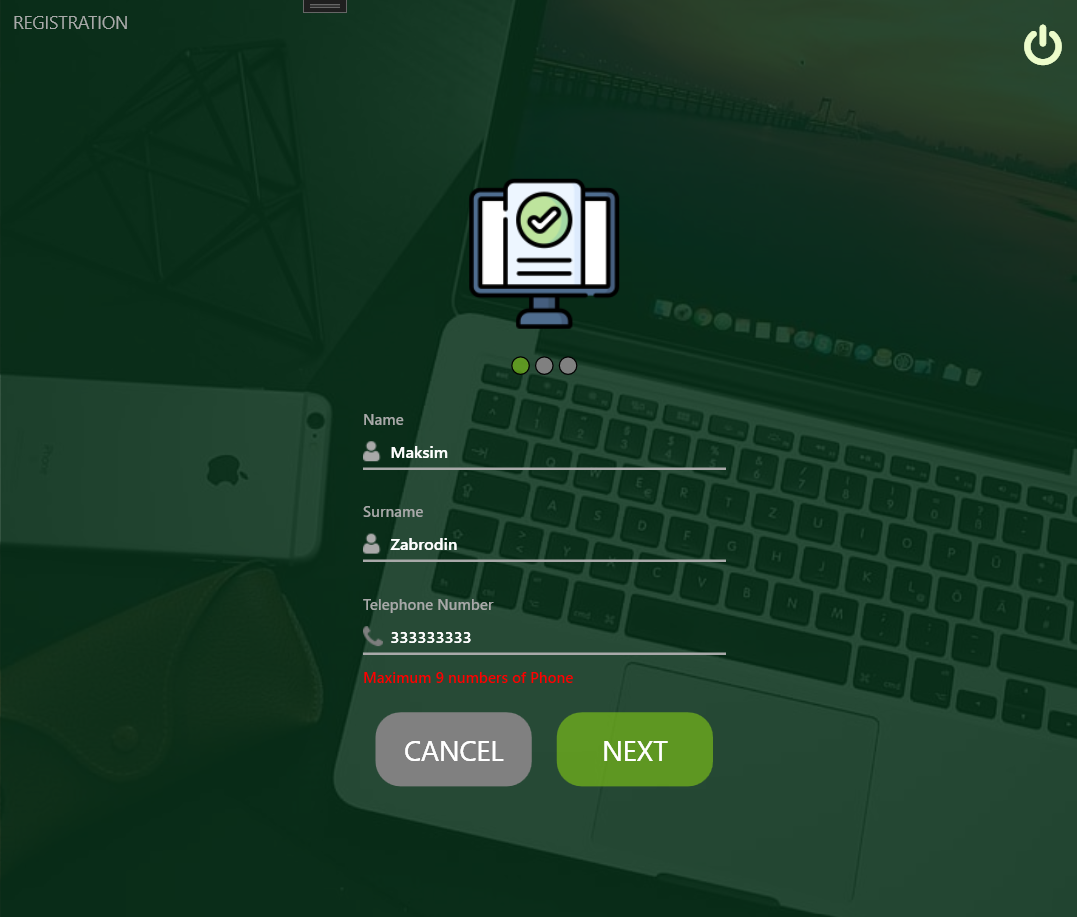 REGISTRATION
Name
Maksim
Surname
Zabrodin
Telephone Number
333333333
Maximum 9 numbers of Phone
CANCEL
NEXT